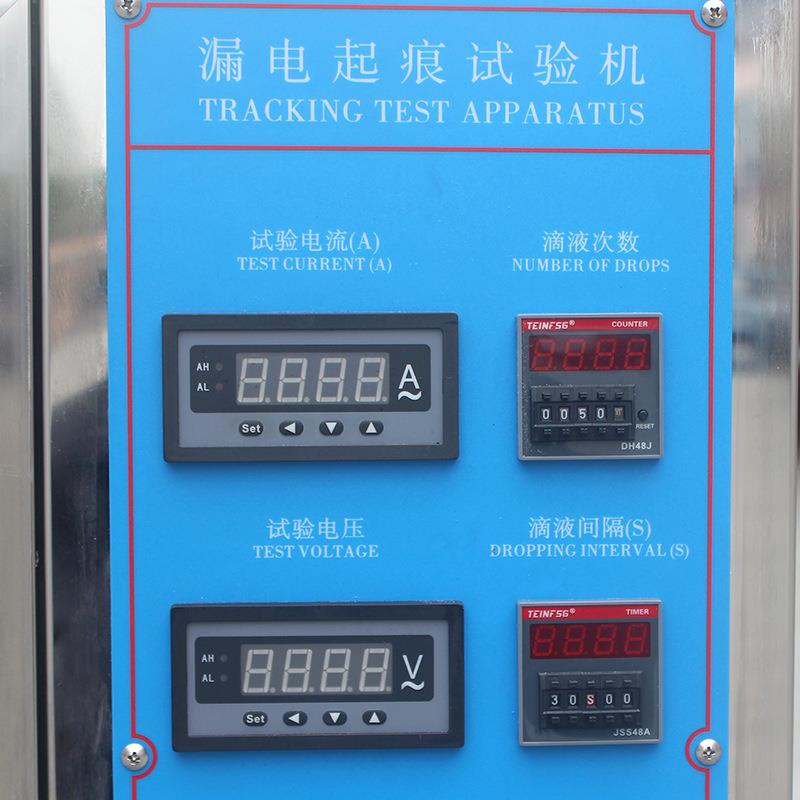 漏电起痕试验机
TRACKING TEST APPARATUS
试验电流(A)
TEST CURRENT (A)
滴液次数
NUMBER OF DROPS
AH
AL
A
Set
TEINFSG® COUNTER
0050
RESET
DH48J
试验电压
TEST VOLTAGE
滴液间隔(S)
DROPPING INTERVAL (S)
AH
AL
V
Set
TEINFSG® TIMER
30S00
JSS48A